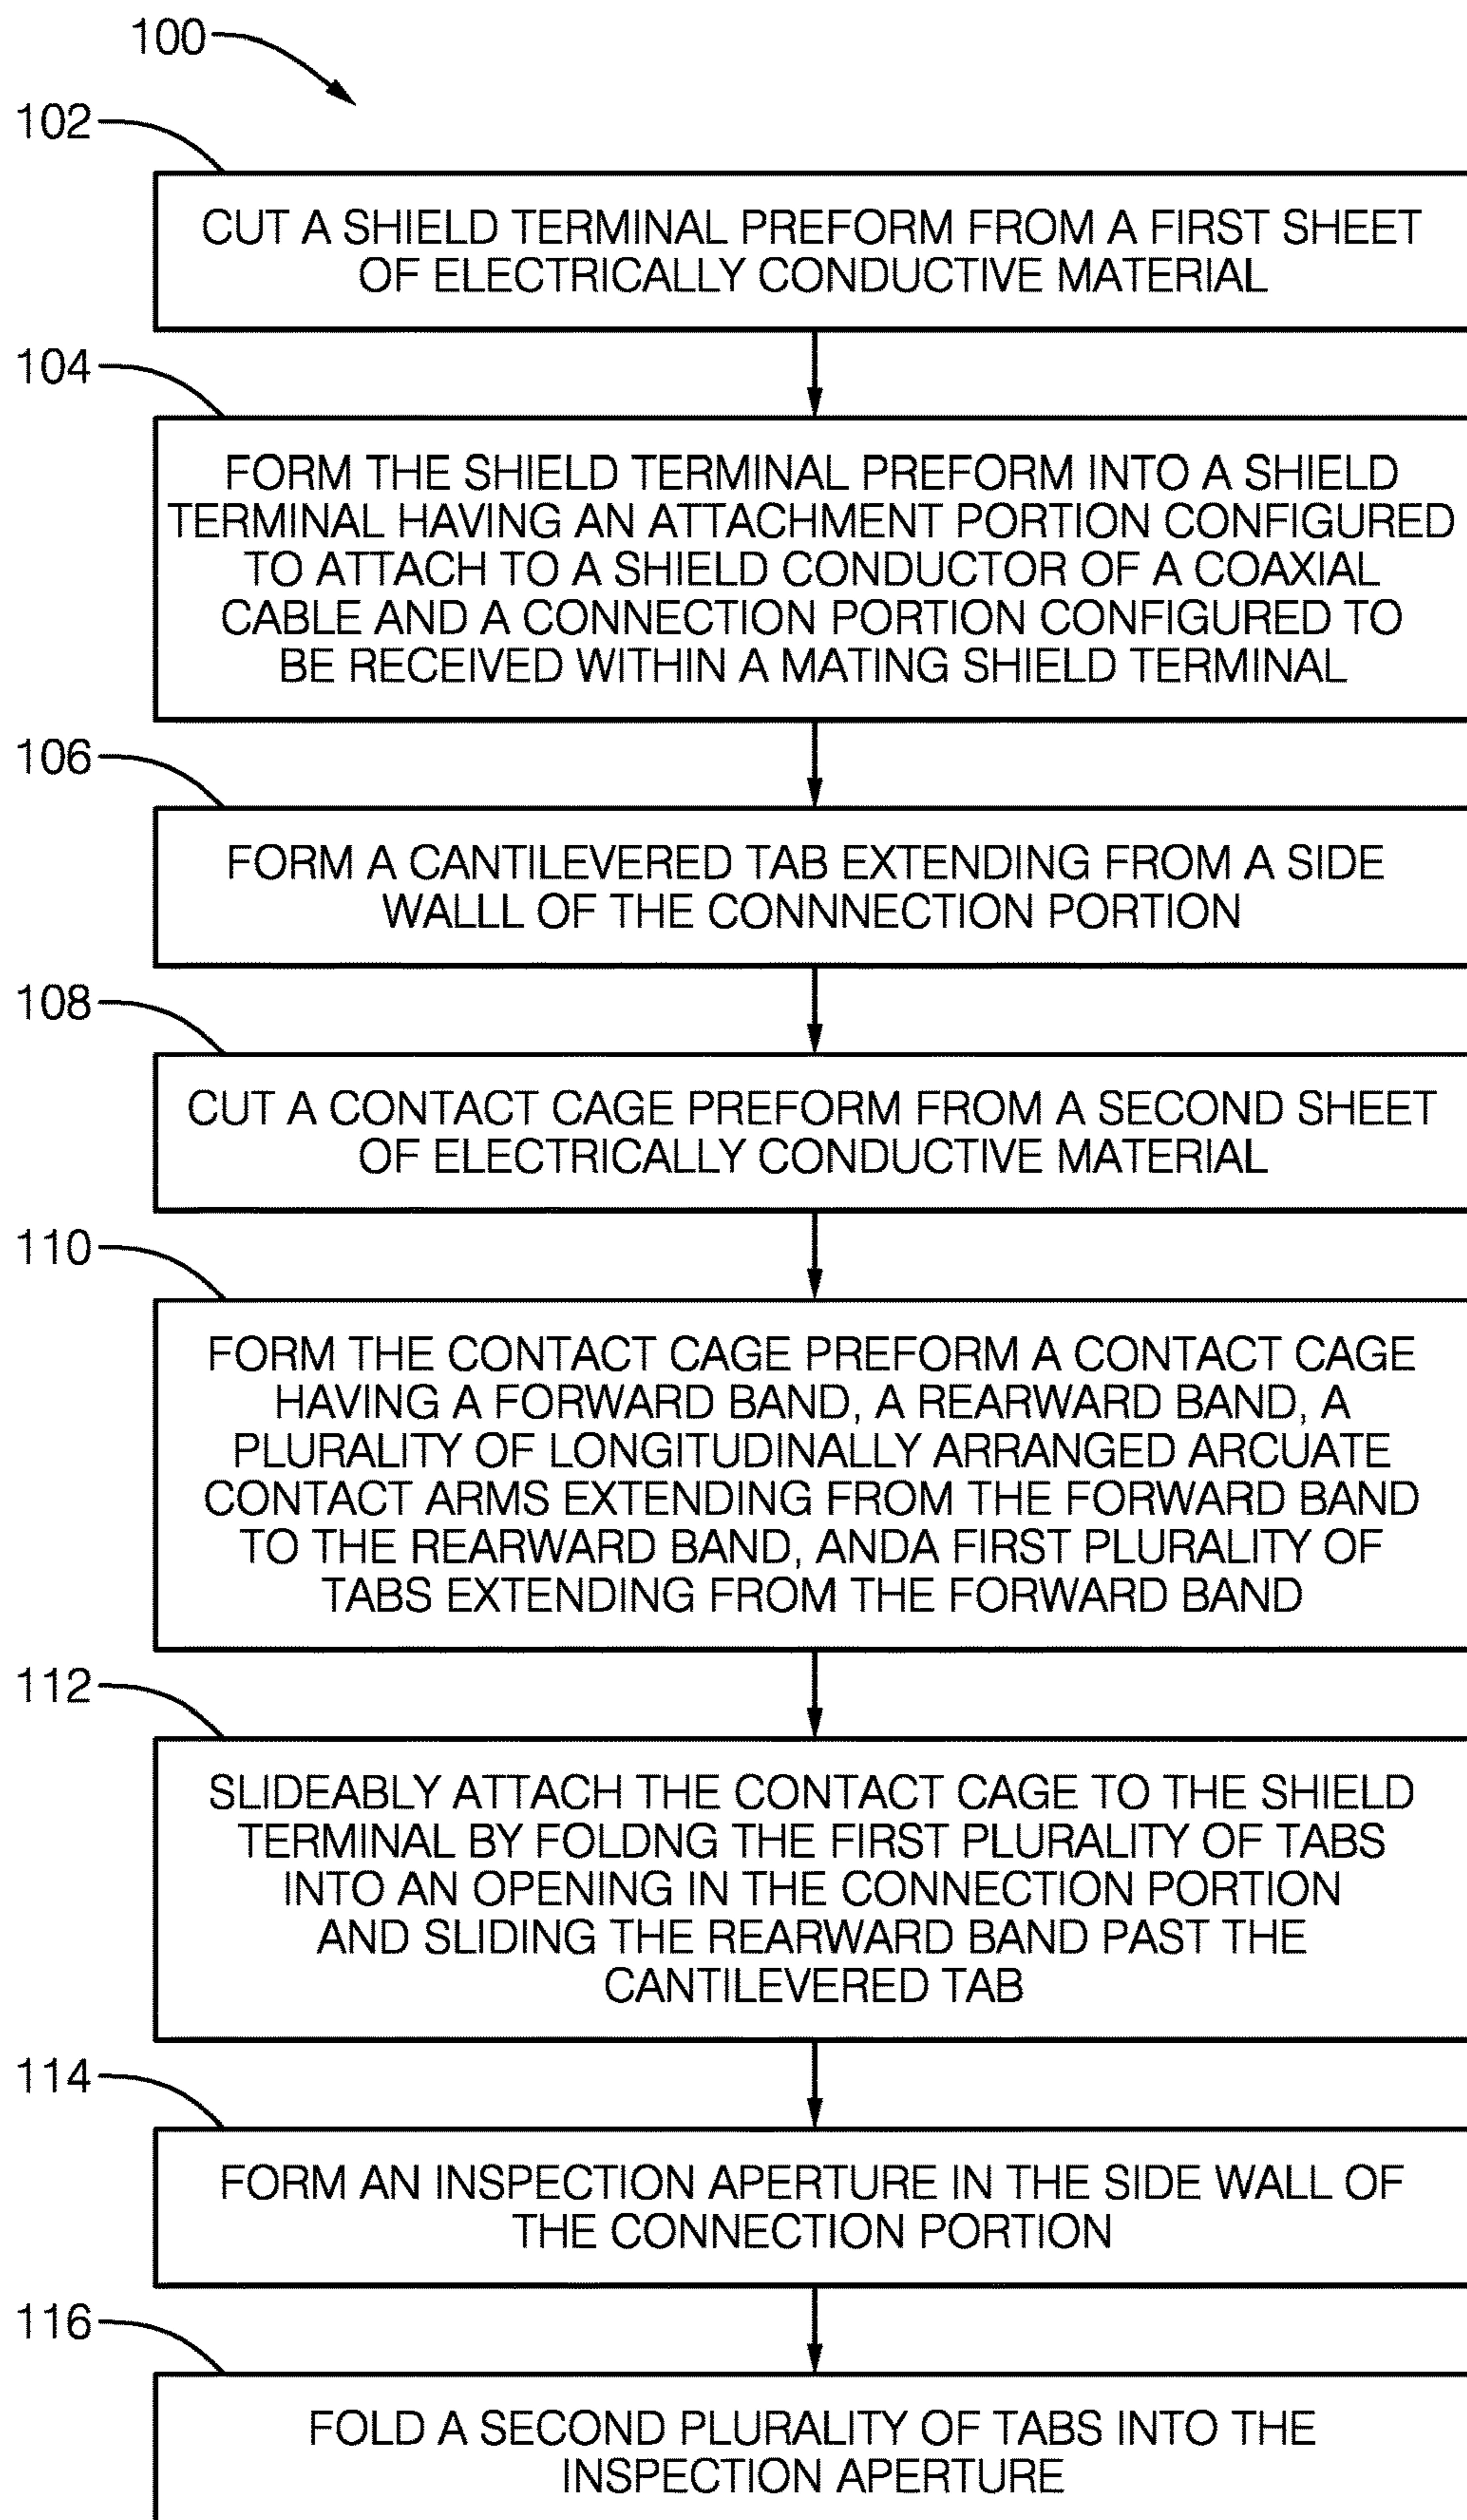 100
102
CUT A SHIELD TERMINAL PREFORM FROM A FIRST SHEET
OF ELECTRICALLY CONDUCTIVE MATERIAL
104
FORM THE SHIELD TERMINAL PREFORM INTO A SHIELD
TERMINAL HAVING AN ATTACHMENT PORTION CONFIGURED
TO ATTACH TO A SHIELD CONDUCTOR OF A COAXIAL
CABLE AND A CONNECTION PORTION CONFIGURED TO
BE RECEIVED WITHIN A MATING SHIELD TERMINAL
106
FORM A CANTILEVERED TAB EXTENDING FROM A SIDE
WALLL OF THE CONNNECTION PORTION
108
CUT A CONTACT CAGE PREFORM FROM A SECOND SHEET
OF ELECTRICALLY CONDUCTIVE MATERIAL
110
FORM THE CONTACT CAGE PREFORM A CONTACT CAGE
HAVING A FORWARD BAND, A REARWARD BAND, A
PLURALITY OF LONGITUDINALLY ARRANGED ARCUATE
CONTACT ARMS EXTENDING FROM THE FORWARD BAND
TO THE REARWARD BAND, ANDA FIRST PLURALITY OF
TABS EXTENDING FROM THE FORWARD BAND
112
SLIDEABLY ATTACH THE CONTACT CAGE TO THE SHIELD
TERMINAL BY FOLDNG THE FIRST PLURALITY OF TABS
INTO AN OPENING IN THE CONNECTION PORTION
AND SLIDING THE REARWARD BAND PAST THE
CANTILEVERED TAB
114
FORM AN INSPECTION APERTURE IN THE SIDE WALL OF
THE CONNECTION PORTION
116
FOLD A SECOND PLURALITY OF TABS INTO THE
INSPECTION APERTURE